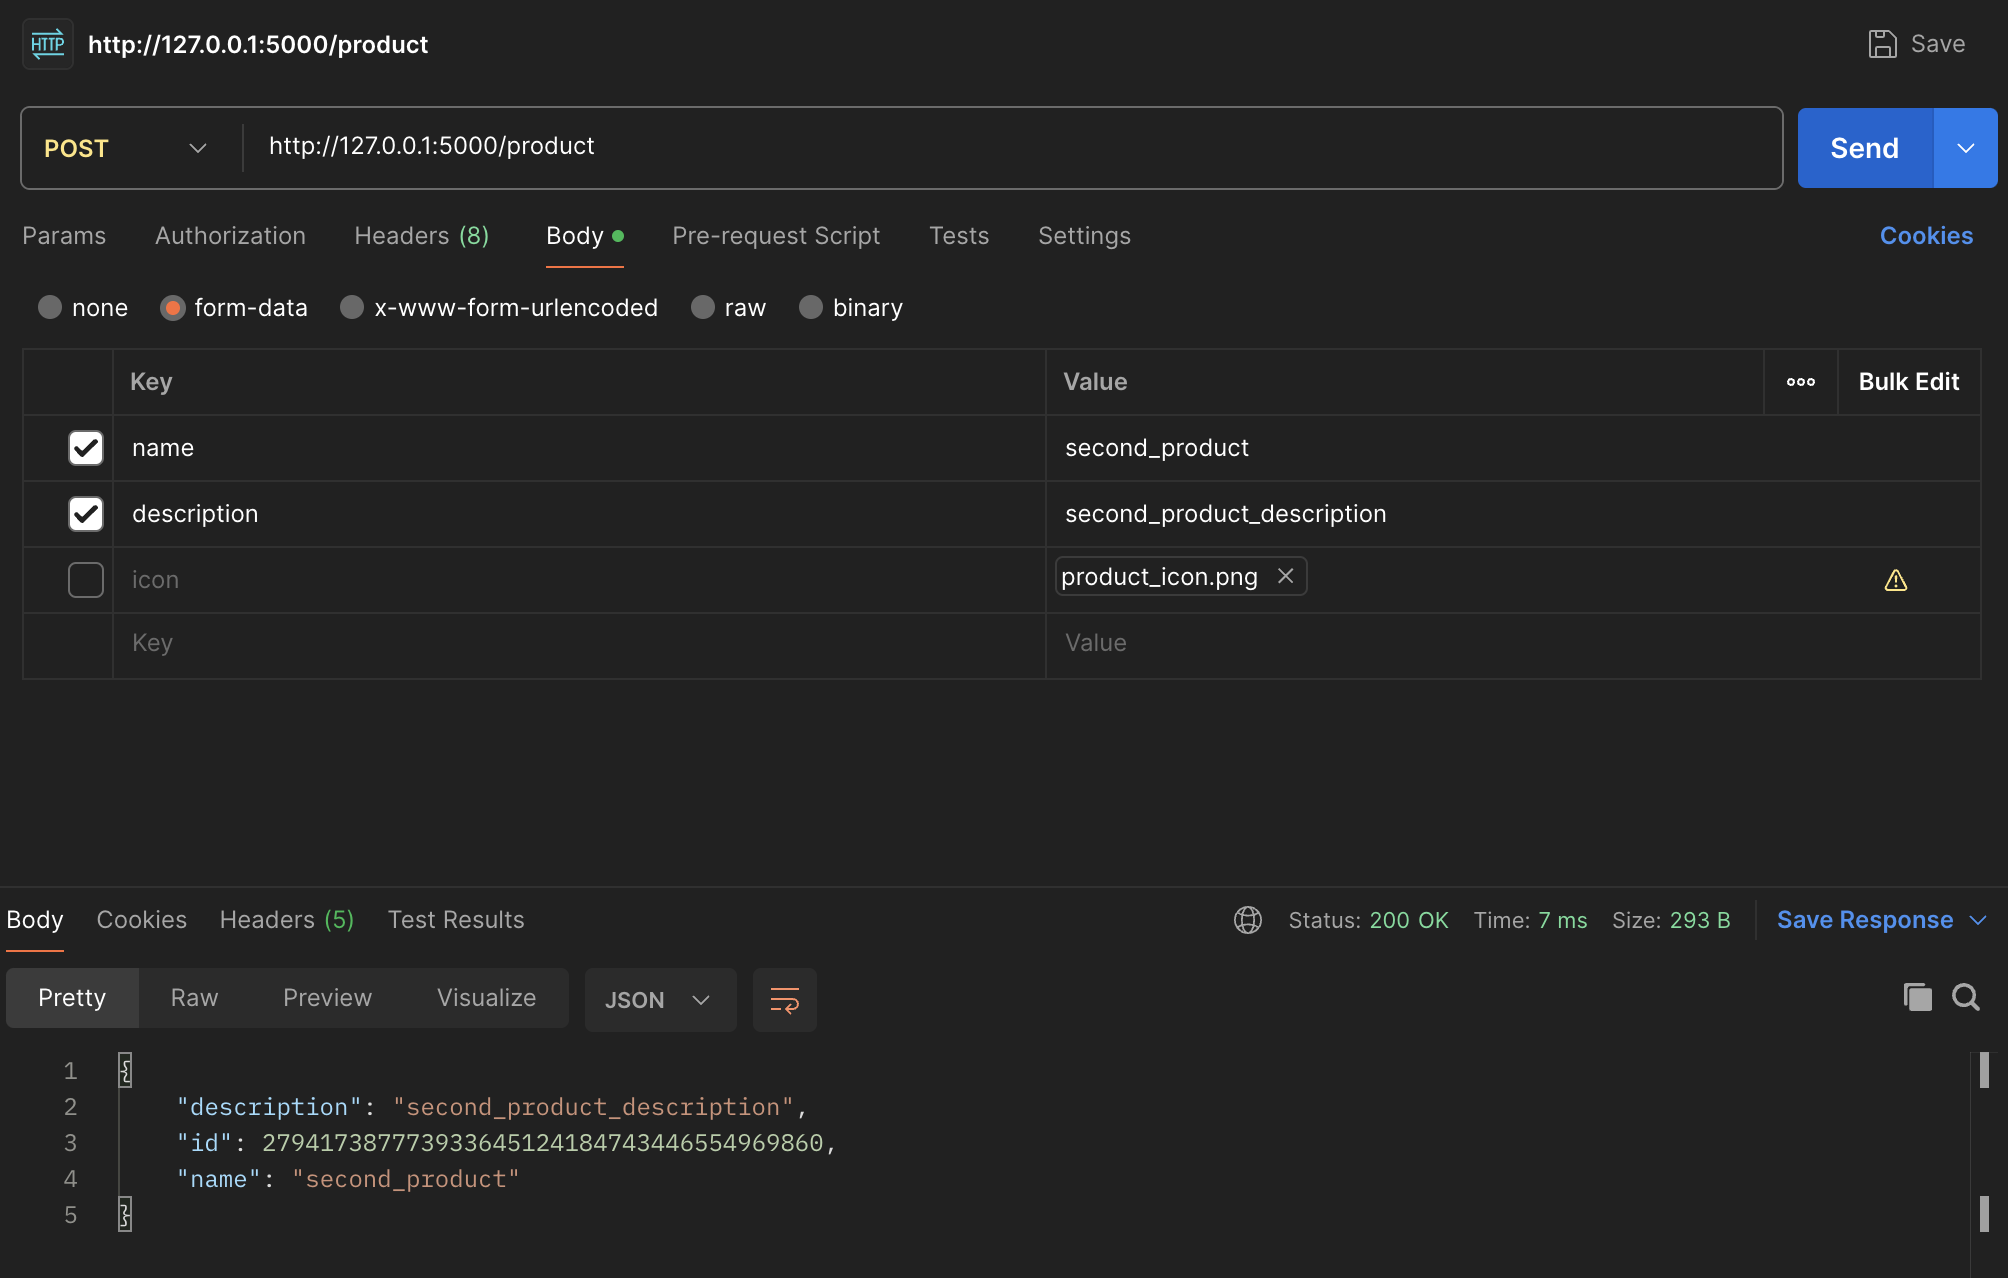 HTTP http://127.0.0.1:5000/product Save
POST http://127.0.0.1:5000/product Send
Params Authorization Headers (8) Body Pre-request Script Tests Settings Cookies
none form-data x-www-form-urlencoded raw binary
Key Value ooo Bulk Edit
name second_product
description second_product_description
icon product_icon.png
Key Value
Body Cookies Headers (5) Test Results Status: 200 OK Time: 7 ms Size: 293 B Save Response
Pretty Raw Preview Visualize JSON
1 {
2 "description": "second_product_description",
3 "id": 279417387773933645124184743446554969860,
4 "name": "second_product"
5 }